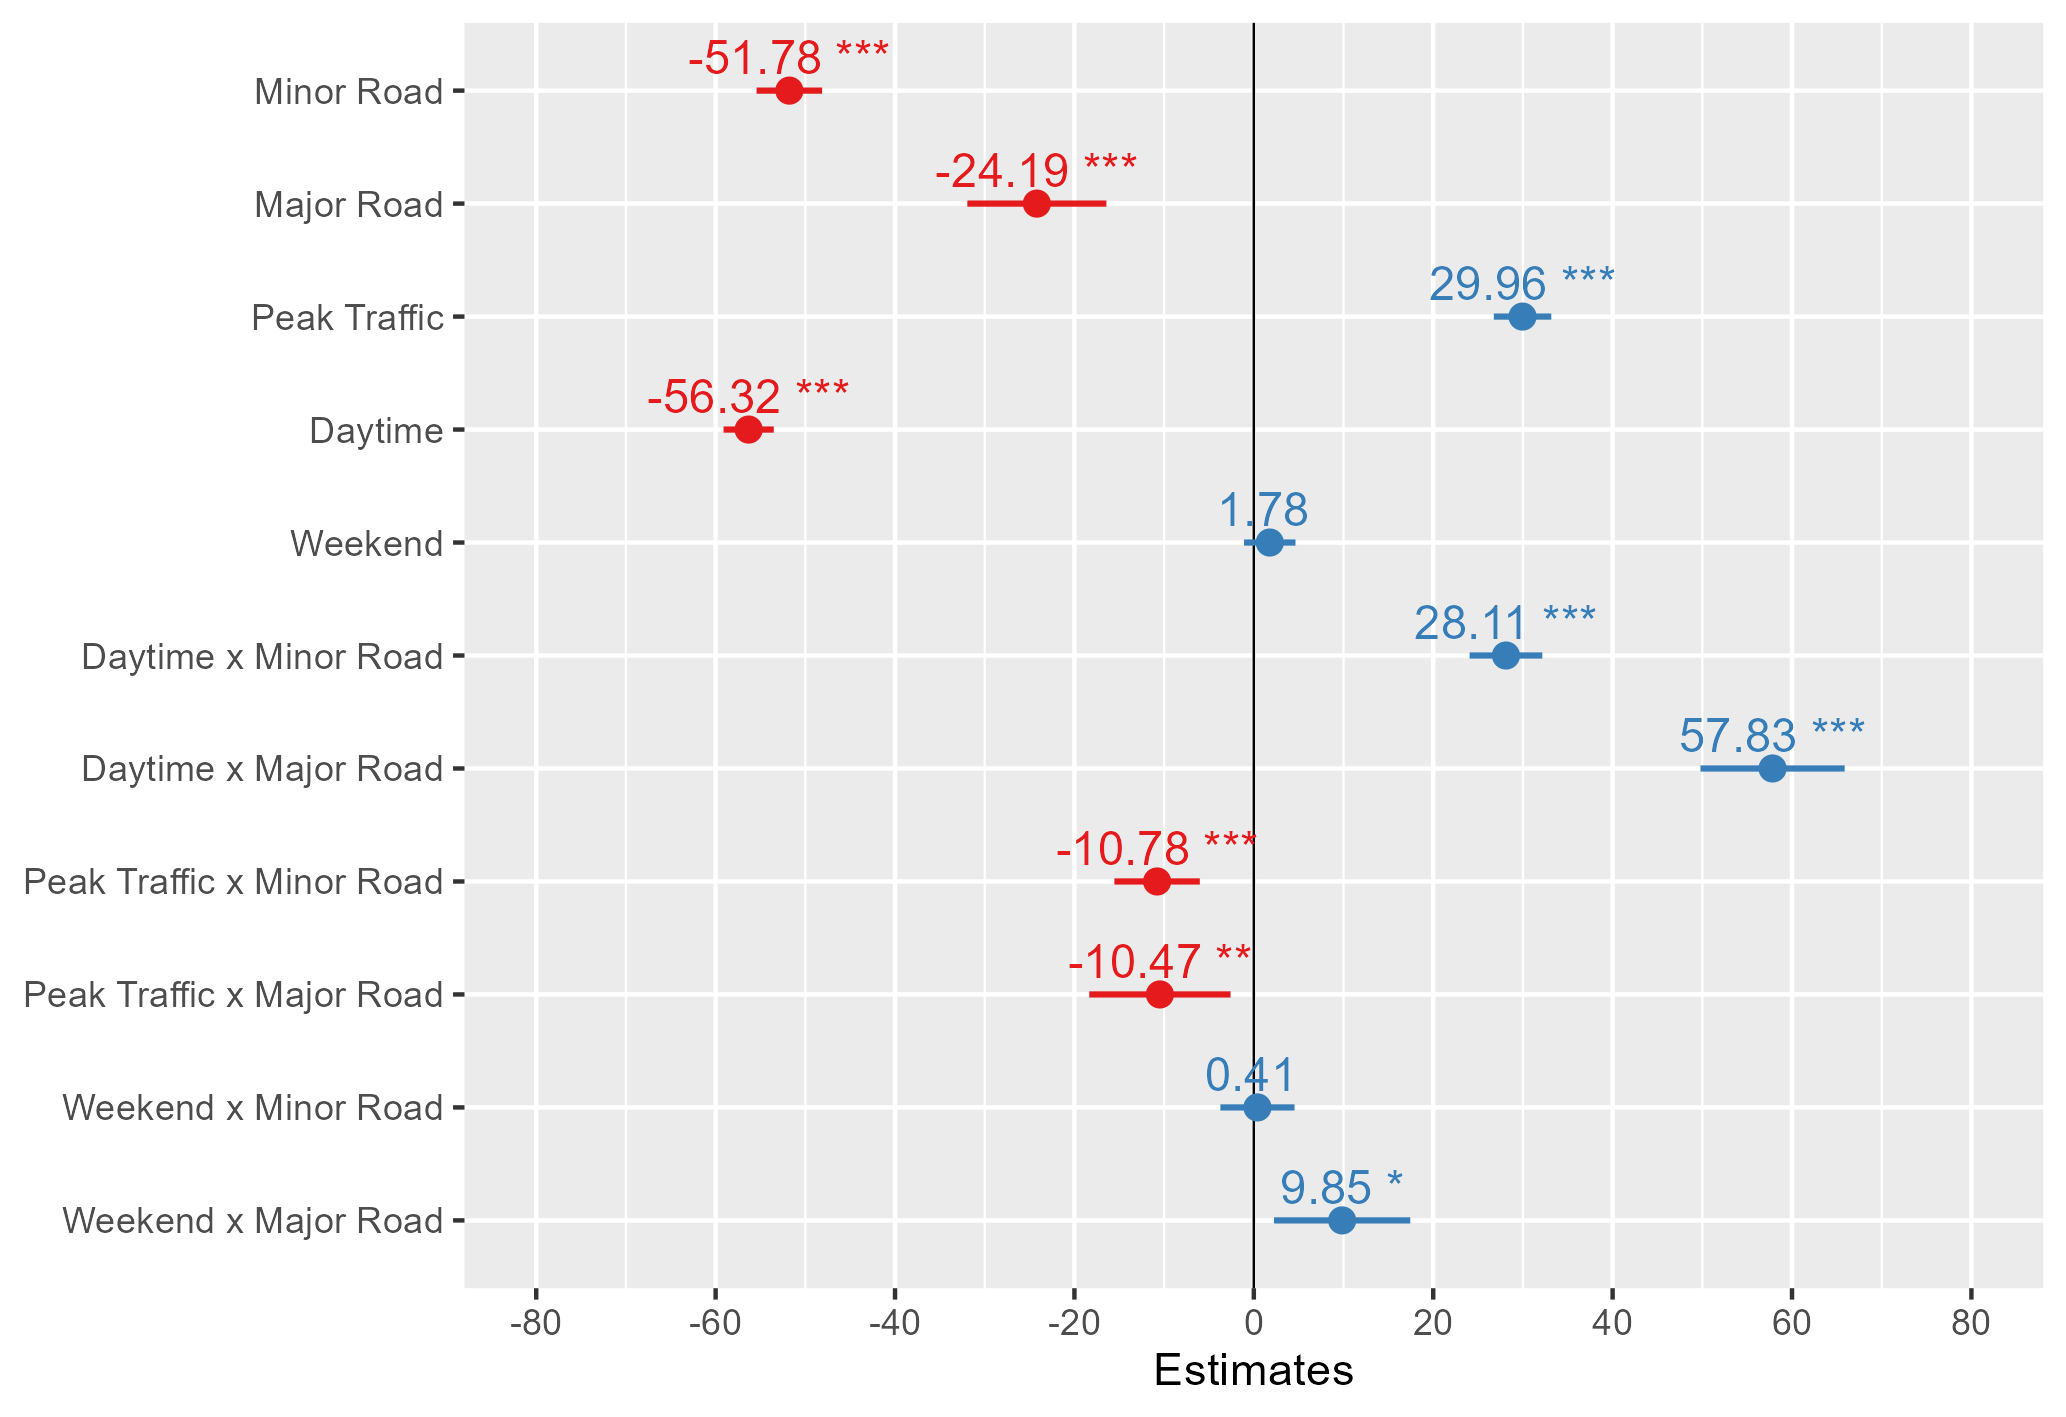 -51.78 ***
Minor Road
-24.19 ***
Major Road
29.96 ***
Peak Traffic
-56.32 ***
Daytime
1.78
Weekend
28.11 ***
Daytime x Minor Road
57.83 ***
Daytime x Major Road
-10.78 ***
Peak Traffic x Minor Road
-10.47 **
Peak Traffic x Major Road
0.41
Weekend x Minor Road
9.85 *
Weekend x Major Road
-80 -60 -40 -20 0 20 40 60 80
Estimates